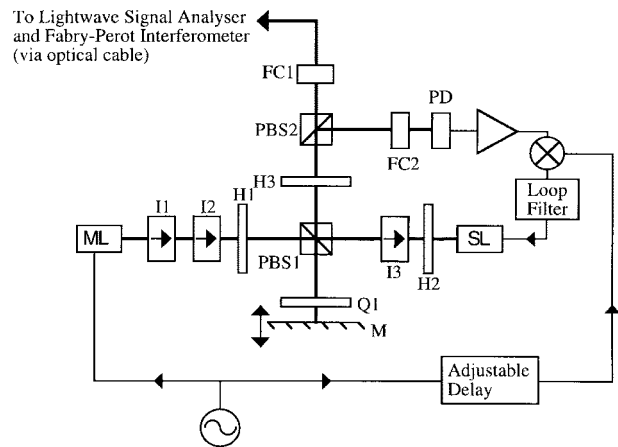 To Lightwave Signal Analyser
and Fabry-Perot Interferometer
(via optical cable)
FC1
PD
PBS2
FC2
H3
Loop
Filter
I1
I2
H1
ML
PBS1
I3
H2
SL
Q1
M
Adjustable
Delay